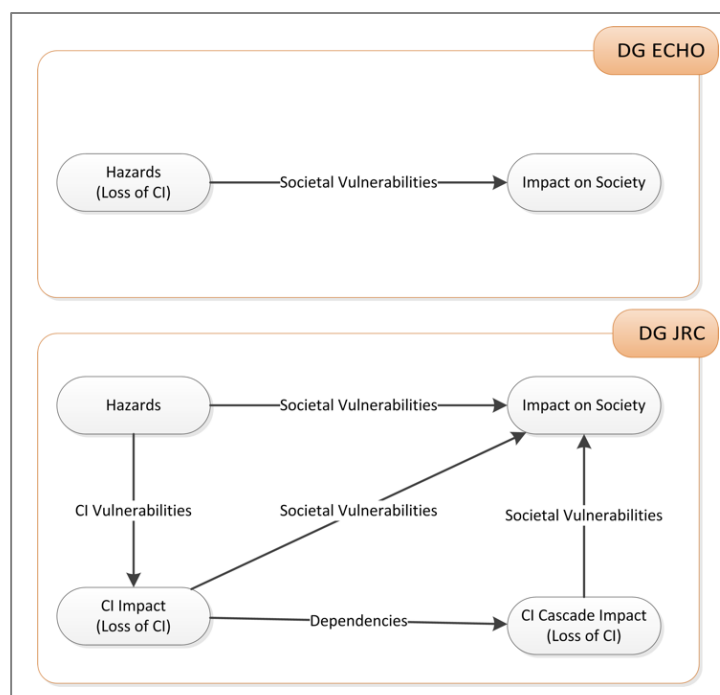 DG ECHO
Hazards
(Loss of CI)
Societal Vulnerabilities
Impact on Society
DG JRC
Hazards
Societal Vulnerabilities
Impact on Society
CI Vulnerabilities
Societal Vulnerabilities
Societal Vulnerabilities
CI Impact
(Loss of CI)
Dependencies
CI Cascade Impact
(Loss of CI)